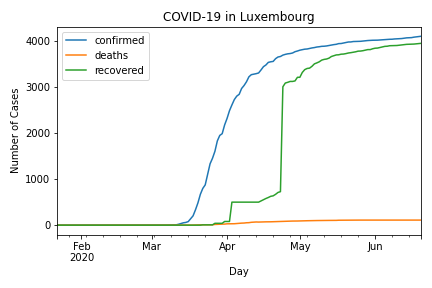 COVID-19 in Luxembourg
confirmed
deaths
recovered
Number of Cases
4000
3000
2000
1000
0
Feb
2020
Mar
Apr
May
Jun
Day